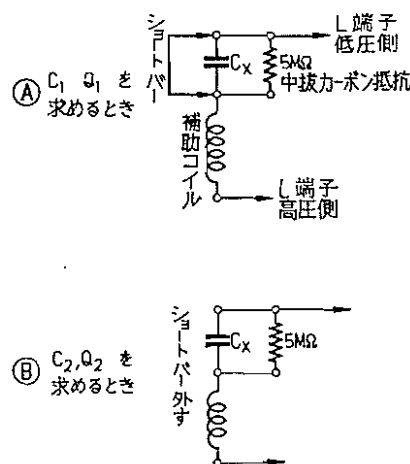 Ⓐ C₁ Q₁ を
求めるとき
ショートバー
Cx
5MΩ
中抜カーボン抵抗
L端子
低圧側
補助コイル
L端子
高圧側
Ⓑ C₂,Q₂ を
求めるとき
ショートバー外す
Cx
5MΩ